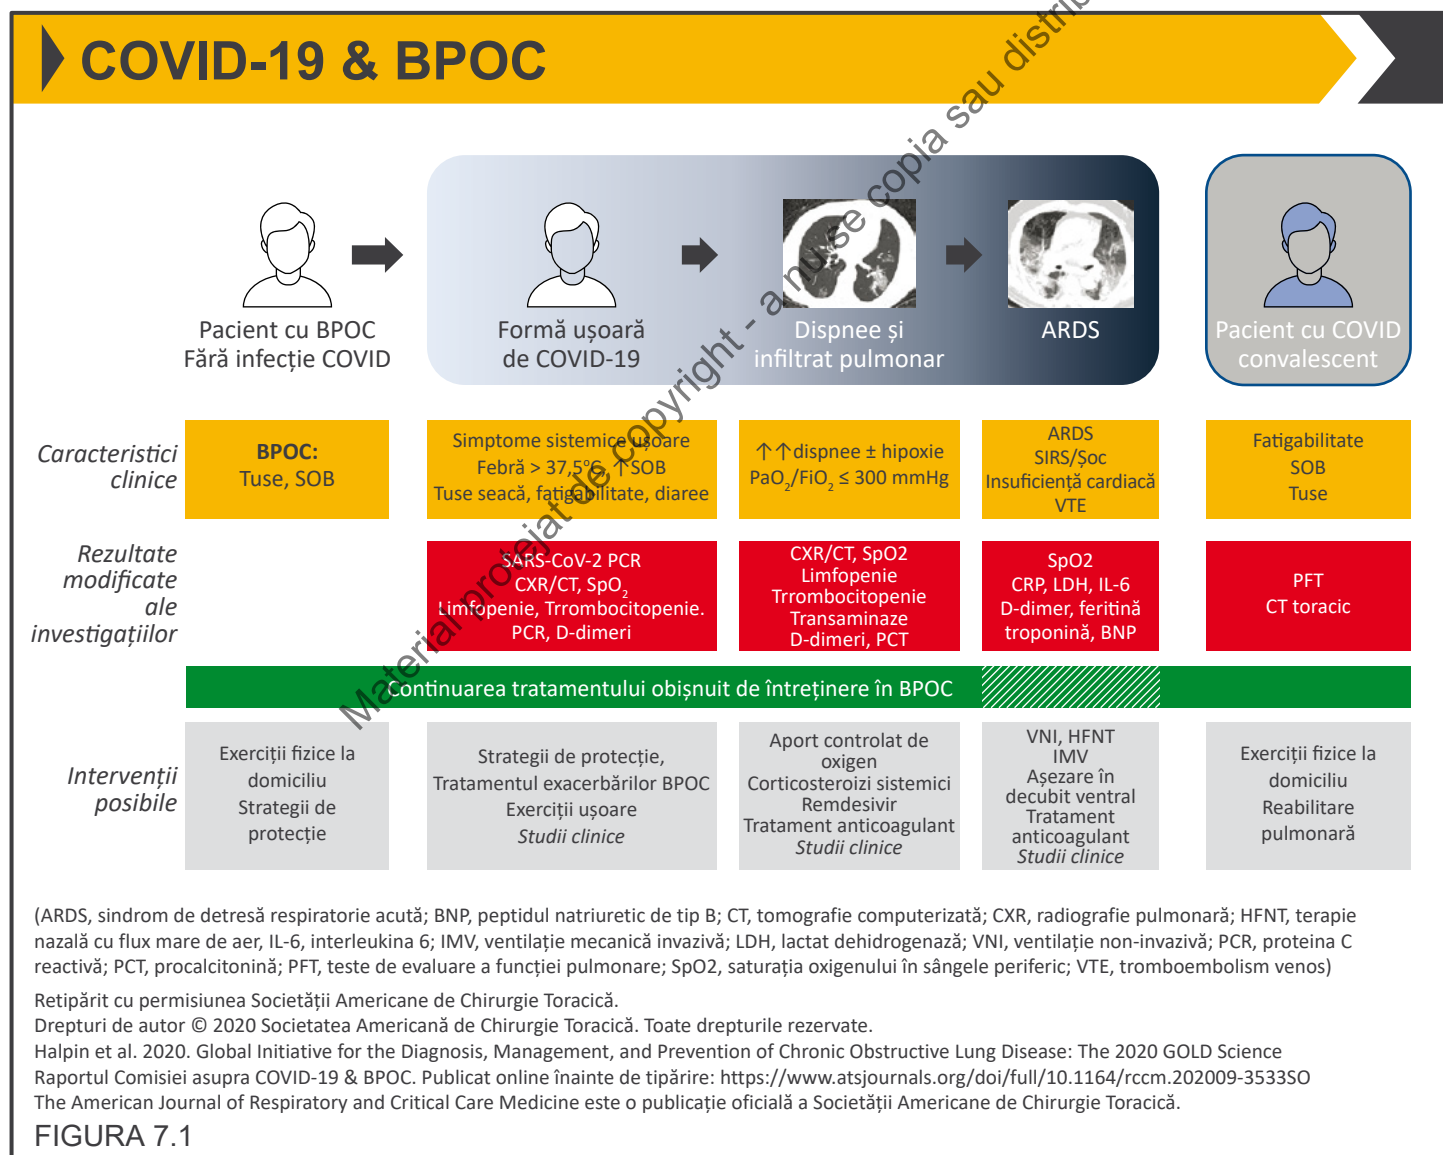 COVID-19 & BPOC
Material protejat de copyright - a nu se copia sau distrib
Pacient cu BPOC
Fără infecție COVID
Formă ușoară
de COVID-19
Dispnee și
infiltrat pulmonar
ARDS
Pacient cu COVID
convalescent
Caracteristici
clinice
BPOC:
Tuse, SOB
Simptome sistemice ușoare
Febră > 37,5°C, ↑SOB
Tuse seacă, fatigabilitate, diaree
↑↑dispnee ± hipoxie
PaO₂/FiO₂ ≤ 300 mmHg
ARDS
SIRS/Șoc
Insuficiență cardiacă
VTE
Fatigabilitate
SOB
Tuse
Rezultate
modificate
ale
investigațiilor
SARS-CoV-2 PCR
CXR/CT, SpO₂
Limfopenie, Trrombocitopenie.
PCR, D-dimeri
CXR/CT, SpO2
Limfopenie
Trrombocitopenie
Transaminaze
D-dimeri, PCT
SpO2
CRP, LDH, IL-6
D-dimer, feritină
troponină, BNP
PFT
CT toracic
Continuarea tratamentului obișnuit de întreținere în BPOC
Intervenții
posibile
Exerciții fizice la
domiciliu
Strategii de
protecție
Strategii de protecție,
Tratamentul exacerbărilor BPOC
Exerciții ușoare
Studii clinice
Aport controlat de
oxigen
Corticosteroizi sistemici
Remdesivir
Tratament anticoagulant
Studii clinice
VNI, HFNT
IMV
Așezare în
decubit ventral
Tratament
anticoagulant
Studii clinice
Exerciții fizice la
domiciliu
Reabilitare
pulmonară
(ARDS, sindrom de detresă respiratorie acută; BNP, peptidul natriuretic de tip B; CT, tomografie computerizată; CXR, radiografie pulmonară; HFNT, terapie
nazală cu flux mare de aer, IL-6, interleukina 6; IMV, ventilație mecanică invazivă; LDH, lactat dehidrogenază; VNI, ventilație non-invazivă; PCR, proteina C
reactivă; PCT, procalcitonină; PFT, teste de evaluare a funcției pulmonare; SpO2, saturația oxigenului în sângele periferic; VTE, tromboembolism venos)
Retipărit cu permisiunea Societății Americane de Chirurgie Toracică.
Drepturi de autor © 2020 Societatea Americană de Chirurgie Toracică. Toate drepturile rezervate.
Halpin et al. 2020. Global Initiative for the Diagnosis, Management, and Prevention of Chronic Obstructive Lung Disease: The 2020 GOLD Science
Raportul Comisiei asupra COVID-19 & BPOC. Publicat online înainte de tipărire: https://www.atsjournals.org/doi/full/10.1164/rccm.202009-3533SO
The American Journal of Respiratory and Critical Care Medicine este o publicație oficială a Societății Americane de Chirurgie Toracică.
FIGURA 7.1